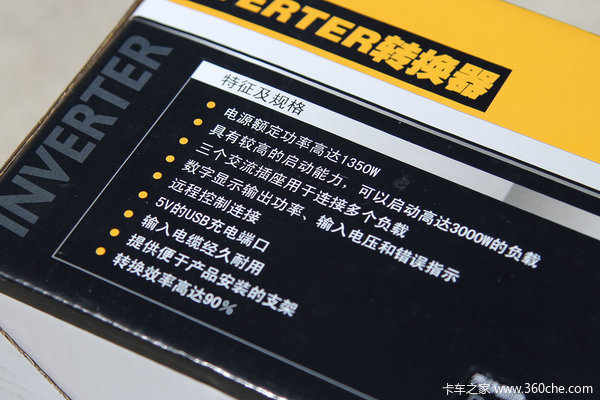 VERTER转换器
INVERTER
特征及规格
电源额定功率高达1350W
具有较高的启动能力，可以启动高达3000W的负载
三个交流插座用于连接多个负载
数字显示输出功率、输入电压和错误指示
远程控制连接
5V的USB充电端口
输入电缆经久耐用
提供便于产品安装的支架
转换效率高达90%
卡车之家 www.360che.com